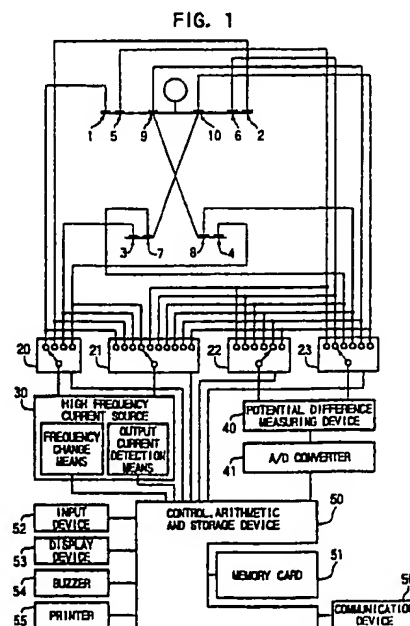 FIG. 1
1 5 9 10 6 2
3 7 8 4
20 21 22 23
30 HIGH FREQUENCY
CURRENT SOURCE
FREQUENCY
CHANGE
MEANS
OUTPUT
CURRENT
DETECTION
MEANS
40 POTENTIAL DIFFERENCE
MEASURING DEVICE
41 A/D CONVERTER
CONTROL, ARITHMETIC
AND STORAGE DEVICE
50
52 INPUT
DEVICE
53 DISPLAY
DEVICE
54 BUZZER
55 PRINTER
MEMORY CARD
51
COMMUNICATION
DEVICE